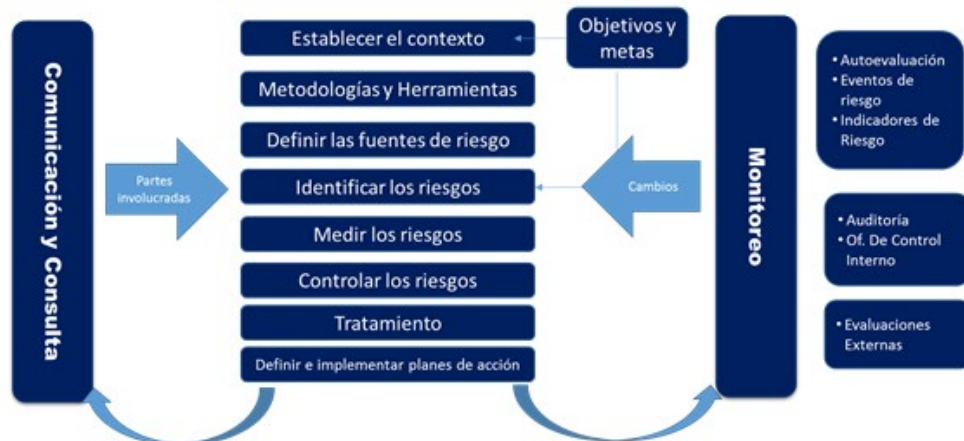 Comunicación y Consulta
Partes
involucradas
Establecer el contexto
Metodologías y Herramientas
Definir las fuentes de riesgo
Identificar los riesgos
Medir los riesgos
Controlar los riesgos
Tratamiento
Definir e implementar planes de acción
Objetivos y
metas
Cambios
Monitoreo
• Autoevaluación
• Eventos de
riesgo
• Indicadores de
Riesgo
• Auditoría
• Of. De Control
Interno
• Evaluaciones
Externas